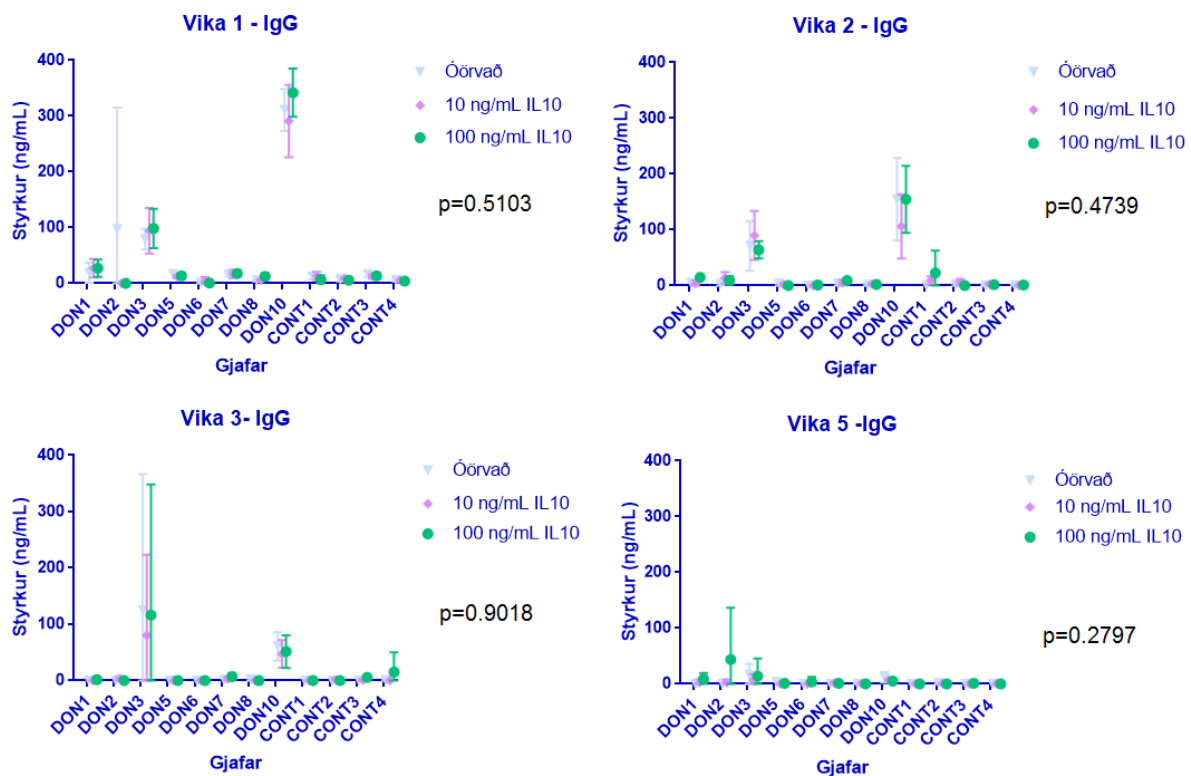 Vika 1 - IgG
Styrkur (ng/mL)
400
300
200
100
0
DON1
DON2
DON3
DON5
DON6
DON7
DON8
DON10
CONT1
CONT2
CONT3
CONT4
Gjafar
Óörvað
10 ng/mL IL10
100 ng/mL IL10
p=0.5103
Vika 2 - IgG
Styrkur (ng/mL)
400
300
200
100
0
DON1
DON2
DON3
DON5
DON6
DON7
DON8
DON10
CONT1
CONT2
CONT3
CONT4
Gjafar
Óörvað
10 ng/mL IL10
100 ng/mL IL10
p=0.4739
Vika 3- IgG
Styrkur (ng/mL)
400
300
200
100
0
DON1
DON2
DON3
DON5
DON6
DON7
DON8
DON10
CONT1
CONT2
CONT3
CONT4
Gjafar
Óörvað
10 ng/mL IL10
100 ng/mL IL10
p=0.9018
Vika 5 -IgG
Styrkur (ng/mL)
400
300
200
100
0
DON1
DON2
DON3
DON5
DON6
DON7
DON8
DON10
CONT1
CONT2
CONT3
CONT4
Gjafar
Óörvað
10 ng/mL IL10
100 ng/mL IL10
p=0.2797